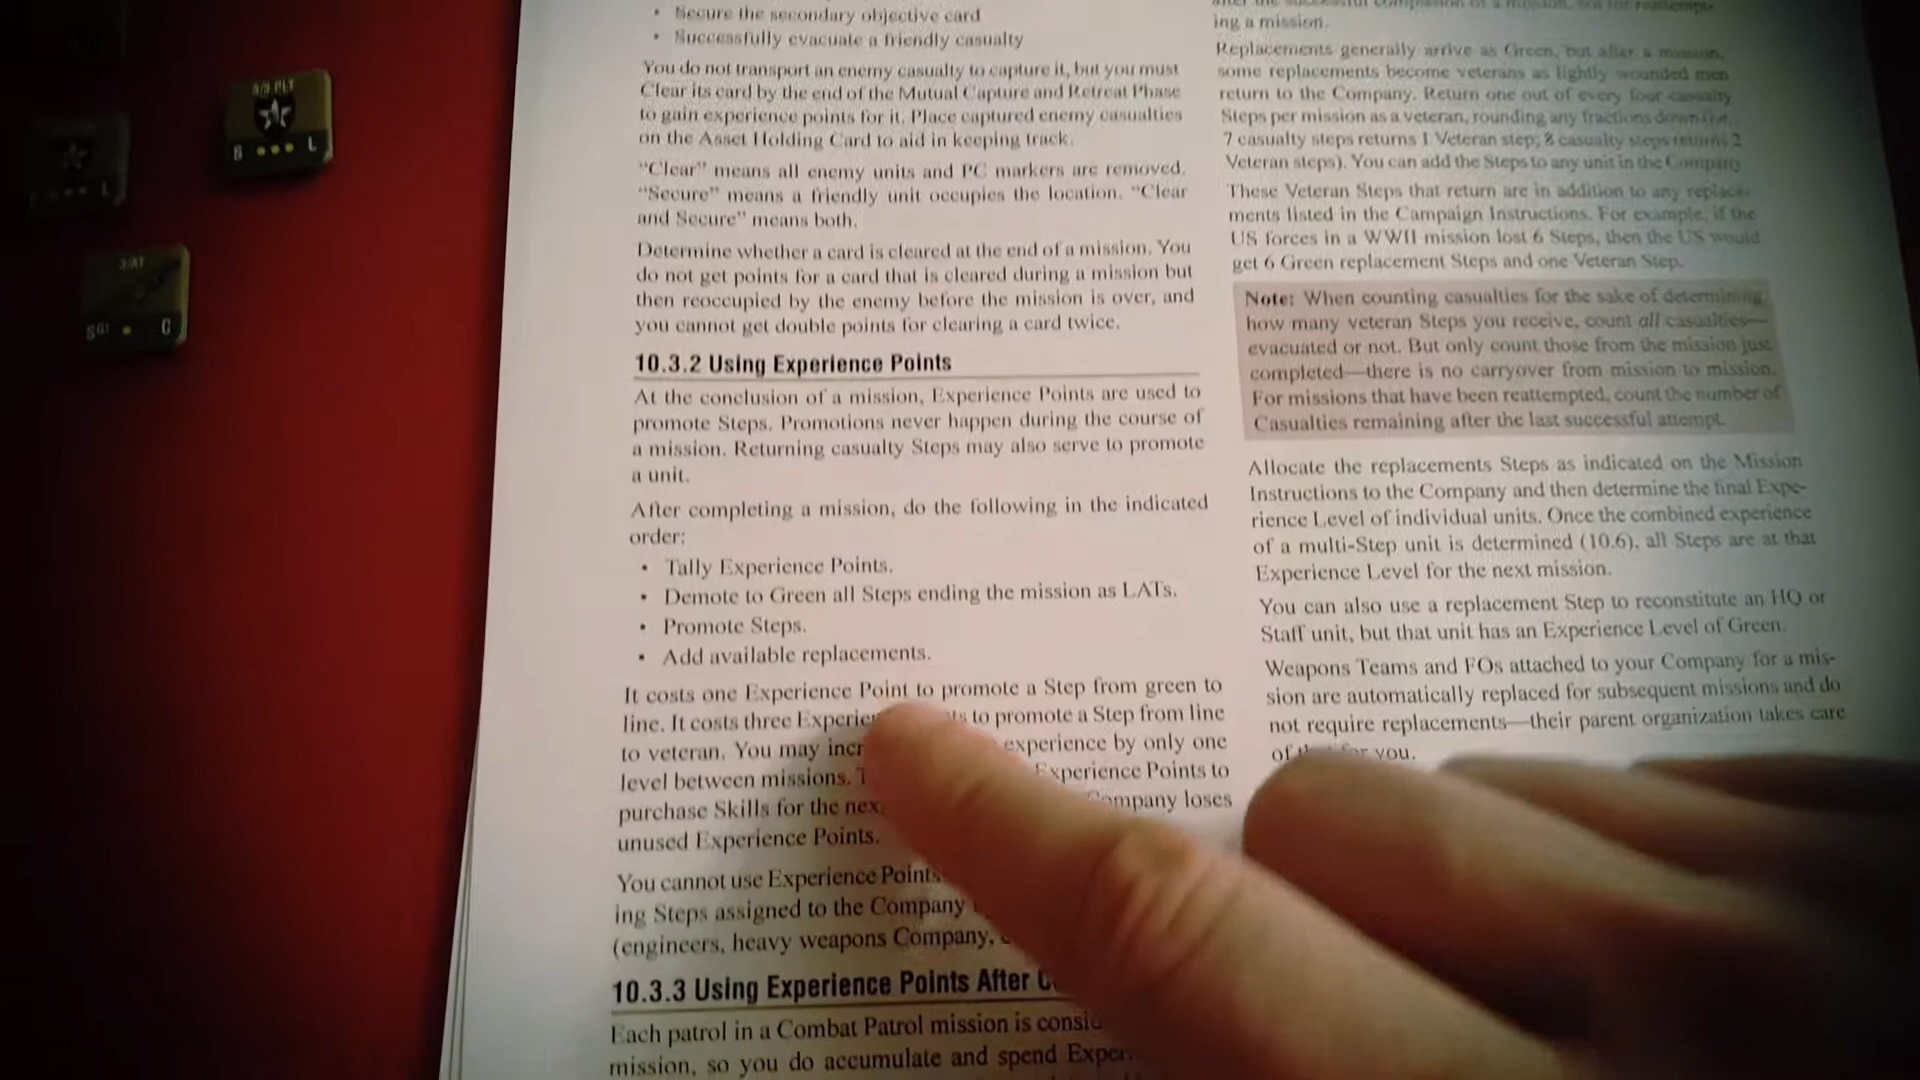 3/3 PLT
L
L
3/AT
SGT C
• Secure the secondary objective card
• Successfully evacuate a friendly casualty
You do not transport an enemy casualty to capture it, but you must
Clear its card by the end of the Mutual Capture and Retreat Phase
to gain experience points for it. Place captured enemy casualties
on the Asset Holding Card to aid in keeping track.
“Clear” means all enemy units and PC markers are removed.
“Secure” means a friendly unit occupies the location. “Clear
and Secure” means both.
Determine whether a card is cleared at the end of a mission. You
do not get points for a card that is cleared during a mission but
then reoccupied by the enemy before the mission is over, and
you cannot get double points for clearing a card twice.
10.3.2 Using Experience Points
At the conclusion of a mission, Experience Points are used to
promote Steps. Promotions never happen during the course of
a mission. Returning casualty Steps may also serve to promote
a unit.
After completing a mission, do the following in the indicated
order:
• Tally Experience Points.
• Demote to Green all Steps ending the mission as LATs.
• Promote Steps.
• Add available replacements.
It costs one Experience Point to promote a Step from green to
line. It costs three to promote a Step from line
to veteran. You may experience by only one
level between missions. Experience Points to
purchase Skills for the Company loses
unused Experience Points.
You cannot use Experience Points
ing Steps assigned to the Company
(engineers, heavy weapons Company,
10.3.3 Using Experience Points After
Each patrol in a Combat Patrol mission is
mission, so you do accumulate and spend
ing a mission.
Replacements generally arrive as Green, but after a mission,
some replacements become veterans as lightly wounded men
return to the Company. Return one out of every four casualty
Steps per mission as a veteran, rounding any fractions down (i.e.
7 casualty steps returns 1 Veteran step; 8 casualty steps returns 2
Veteran steps). You can add the Steps to any unit in the Company
These Veteran Steps that return are in addition to any replace-
ments listed in the Campaign Instructions. For example, if the
US forces in a WWII mission lost 6 Steps, then the US would
get 6 Green replacement Steps and one Veteran Step.
Note: When counting casualties for the sake of determining
how many veteran Steps you receive, count all casualties—
evacuated or not. But only count those from the mission just
completed—there is no carryover from mission to mission.
For missions that have been reattempted, count the number of
Casualties remaining after the last successful attempt.
Allocate the replacements Steps as indicated on the Mission
Instructions to the Company and then determine the final Expe-
rience Level of individual units. Once the combined experience
of a multi-Step unit is determined (10.6), all Steps are at that
Experience Level for the next mission.
You can also use a replacement Step to reconstitute an HQ or
Staff unit, but that unit has an Experience Level of Green.
Weapons Teams and FOs attached to your Company for a mis-
sion are automatically replaced for subsequent missions and do
not require replacements—their parent organization takes care
of for you.